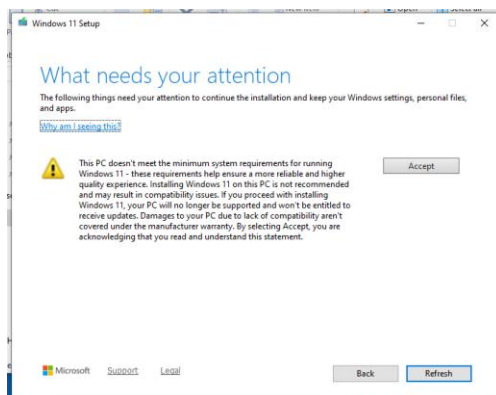 Windows 11 Setup
What needs your attention
The following things need your attention to continue the installation and keep your Windows settings, personal files,
and apps.
Why am I seeing this?
This PC doesn't meet the minimum system requirements for running
Windows 11 - these requirements help ensure a more reliable and higher
quality experience. Installing Windows 11 on this PC is not recommended
and may result in compatibility issues. If you proceed with installing
Windows 11, your PC will no longer be supported and won't be entitled to
receive updates. Damages to your PC due to lack of compatibility aren't
covered under the manufacturer warranty. By selecting Accept, you are
acknowledging that you read and understand this statement.
Accept
Microsoft Support Legal
Back Refresh